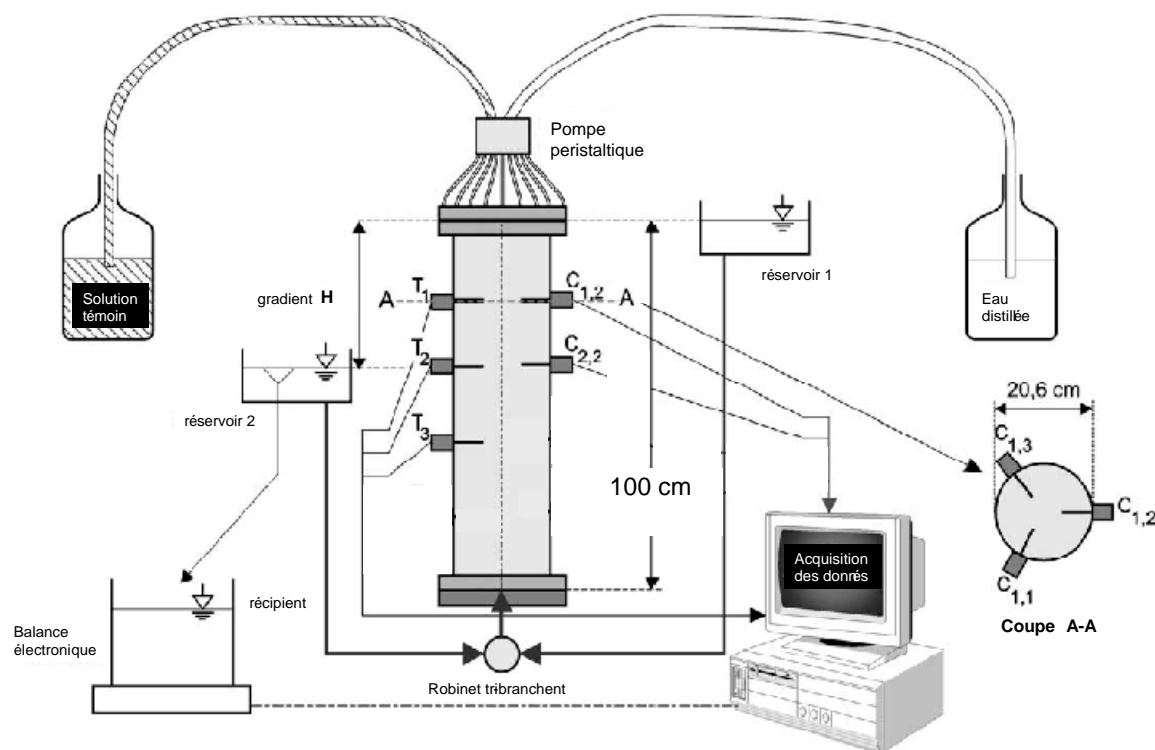 Pompe
peristaltique
Solution
témoin
gradient H
A
T1
C1,2
A
réservoir 1
Eau
distillée
T2
C2,2
réservoir 2
T3
100 cm
20,6 cm
C1,3
C1,2
C1,1
Coupe A-A
Acquisition
des donnés
récipient
Balance
électronique
Robinet tribranchent